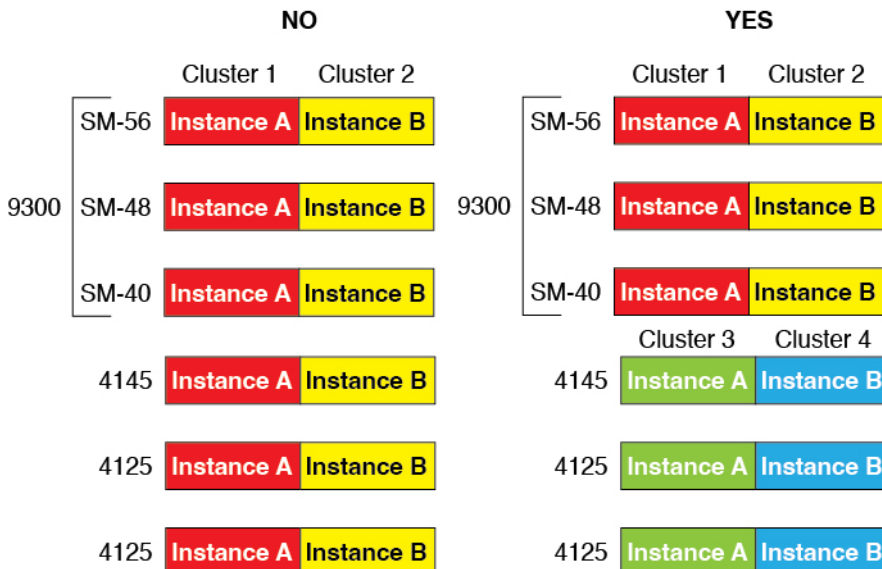 NO YES
Cluster 1 Cluster 2 Cluster 1 Cluster 2
SM-56 Instance A Instance B SM-56 Instance A Instance B
9300 SM-48 Instance A Instance B 9300 SM-48 Instance A Instance B
SM-40 Instance A Instance B SM-40 Instance A Instance B
Cluster 3 Cluster 4
4145 Instance A Instance B 4145 Instance A Instance B
4125 Instance A Instance B 4125 Instance A Instance B
4125 Instance A Instance B 4125 Instance A Instance B